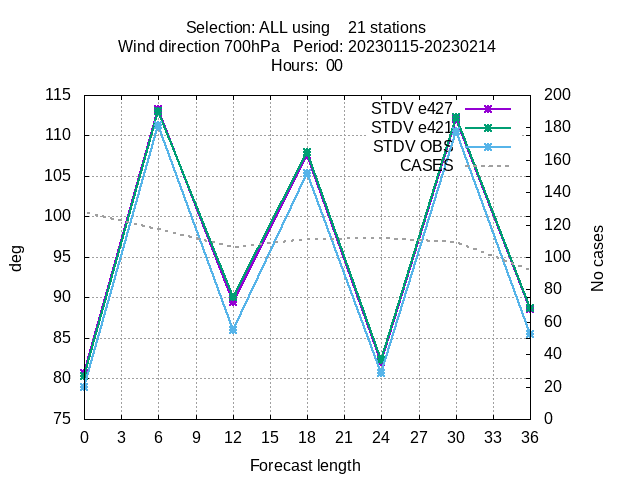 Selection: ALL using 21 stations
Wind direction 700hPa Period: 20230115-20230214
Hours: 00
115
110
105
100
95
90
85
80
75
200
180
160
140
120
100
80
60
40
20
0
STDV e427
STDV e421
STDV OBS
CASES
deg
No cases
0 3 6 9 12 15 18 21 24 27 30 33 36
Forecast length